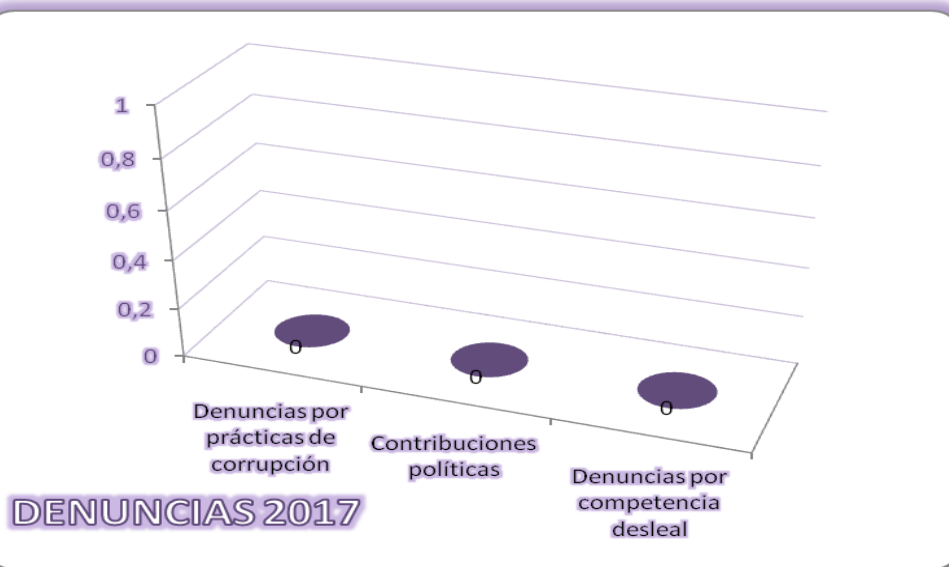 1
0,8
0,6
0,4
0,2
0
0
0
0
Denuncias por
prácticas de
corrupción
Contribuciones
políticas
Denuncias por
competencia
desleal
DENUNCIAS 2017